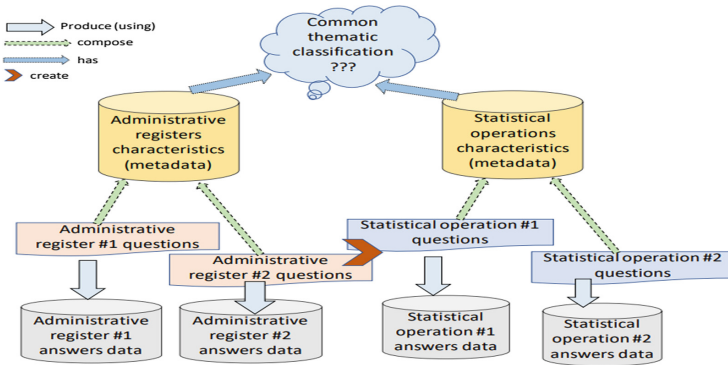 Produce (using)
compose
has
create
Common
thematic
classification
???
Administrative
registers
characteristics
(metadata)
Statistical
operations
characteristics
(metadata)
Administrative
register #1 questions
Administrative
register #2 questions
Statistical operation #1
questions
Statistical operation #2
questions
Administrative
register #1
answers data
Administrative
register #2
answers data
Statistical
operation #1
answers data
Statistical
operation #2
answers data